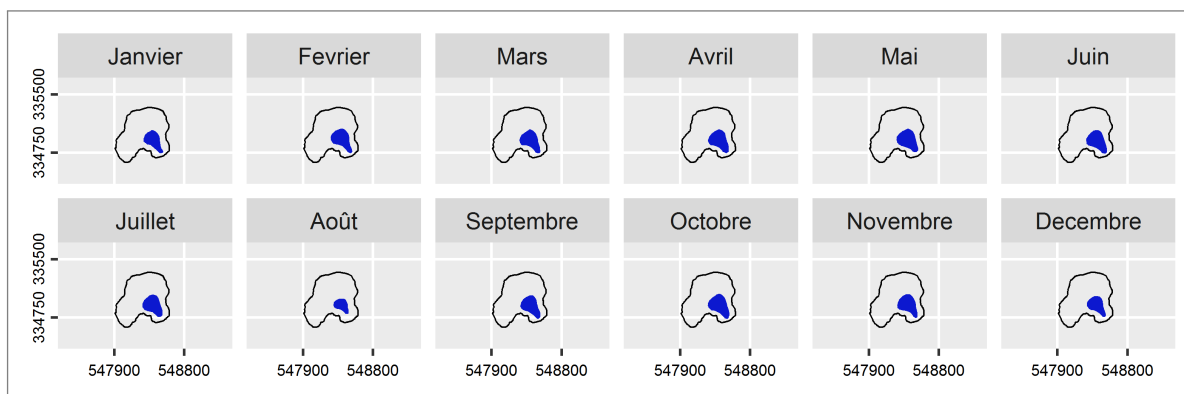 Janvier Fevrier Mars Avril Mai Juin
335500
334750
Juillet Août Septembre Octobre Novembre Decembre
335500
334750
547900 548800 547900 548800 547900 548800 547900 548800 547900 548800 547900 548800